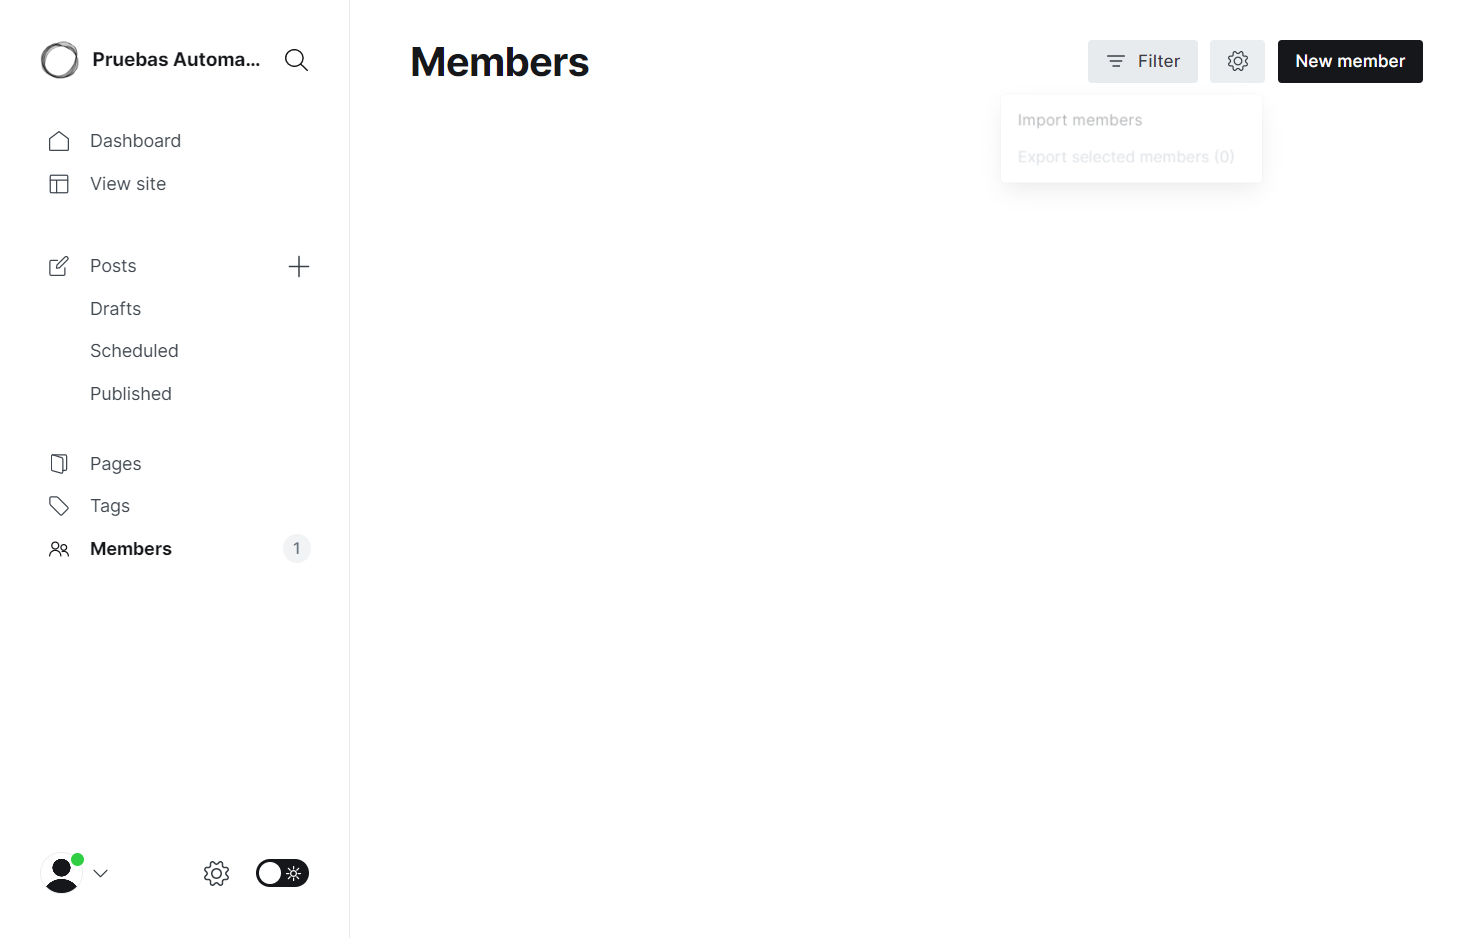 Pruebas Automa...
Dashboard
View site
Posts
Drafts
Scheduled
Published
Pages
Tags
Members
1
Members
Filter
New member
Import members
Export selected members (0)